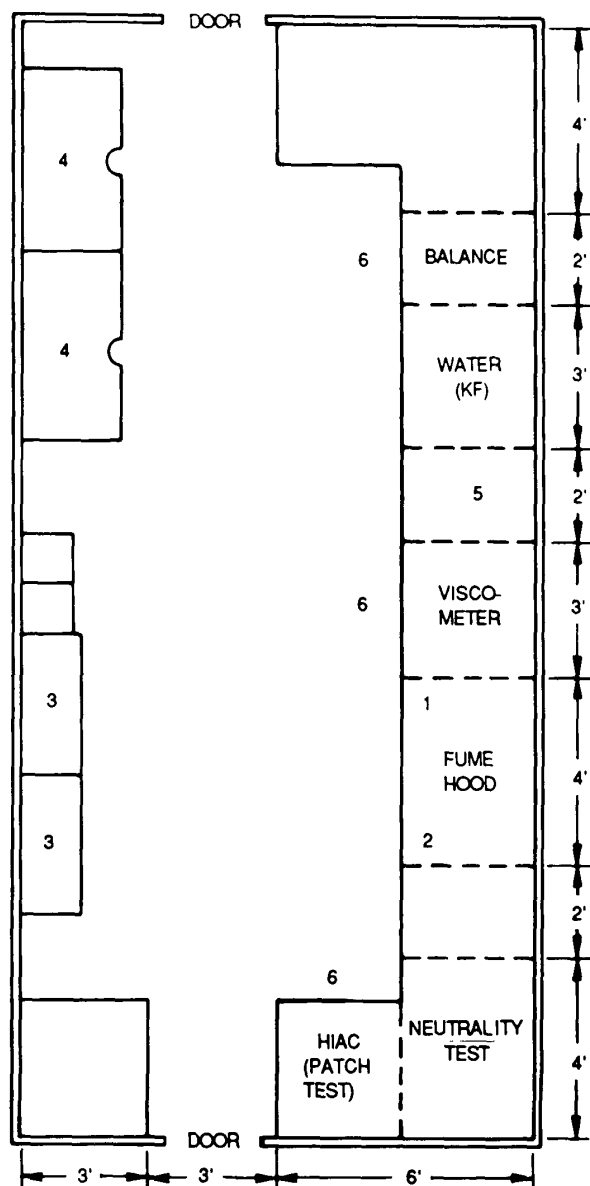 DOOR
4'
4
6
BALANCE
2'
4
WATER
(KF)
3'
5
2'
6
VISCO-
METER
3'
3
1
FUME
HOOD
4'
3
2
2'
6
HIAC
(PATCH
TEST)
NEUTRALITY
TEST
4'
DOOR
3'
3'
6'